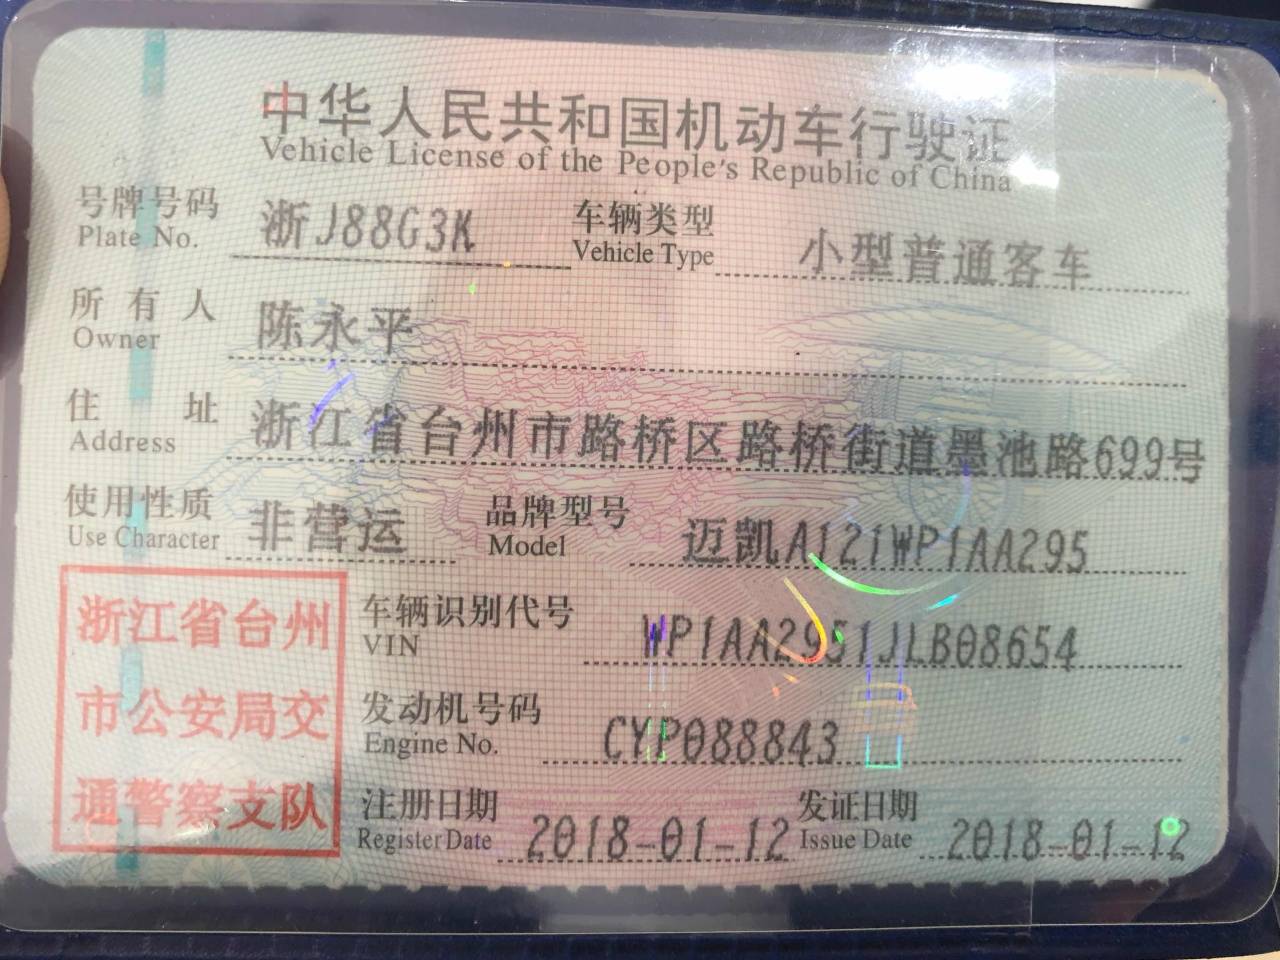 中华人民共和国机动车行驶证
Vehicle License of the People's Republic of China
号牌号码 浙J88G3K 车辆类型 小型普通客车
Plate No. Vehicle Type
所有人 陈永平
Owner
住址 浙江省台州市路桥区路桥街道墨池路699号
Address
使用性质 非营运 品牌型号 迈凯A121WP1AA295
Use Character Model
浙江省台州
市公安局交
通警察支队
车辆识别代号 WP1AA2951JLB08654
VIN
发动机号码 CYP088843
Engine No.
注册日期 2018-01-12 发证日期 2018-01-12
Register Date Issue Date